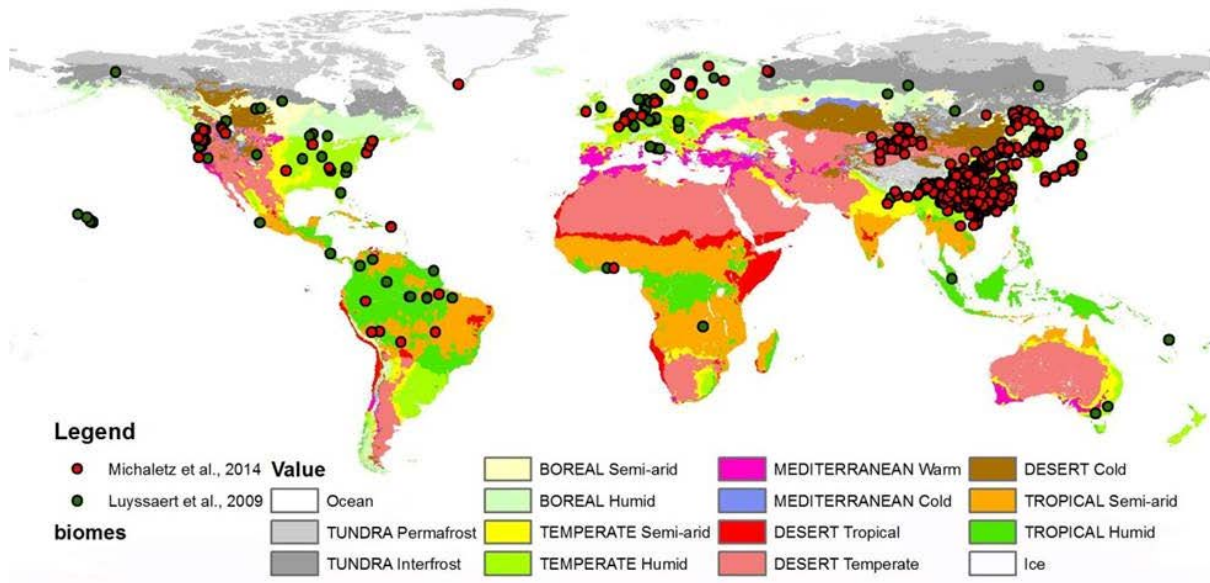 Legend
Michaletz et al., 2014
Luyssaert et al., 2009
biomes
Value
Ocean
TUNDRA Permafrost
TUNDRA Interfrost
BOREAL Semi-arid
BOREAL Humid
TEMPERATE Semi-arid
TEMPERATE Humid
MEDITERRANEAN Warm
MEDITERRANEAN Cold
DESERT Tropical
DESERT Temperate
DESERT Cold
TROPICAL Semi-arid
TROPICAL Humid
Ice